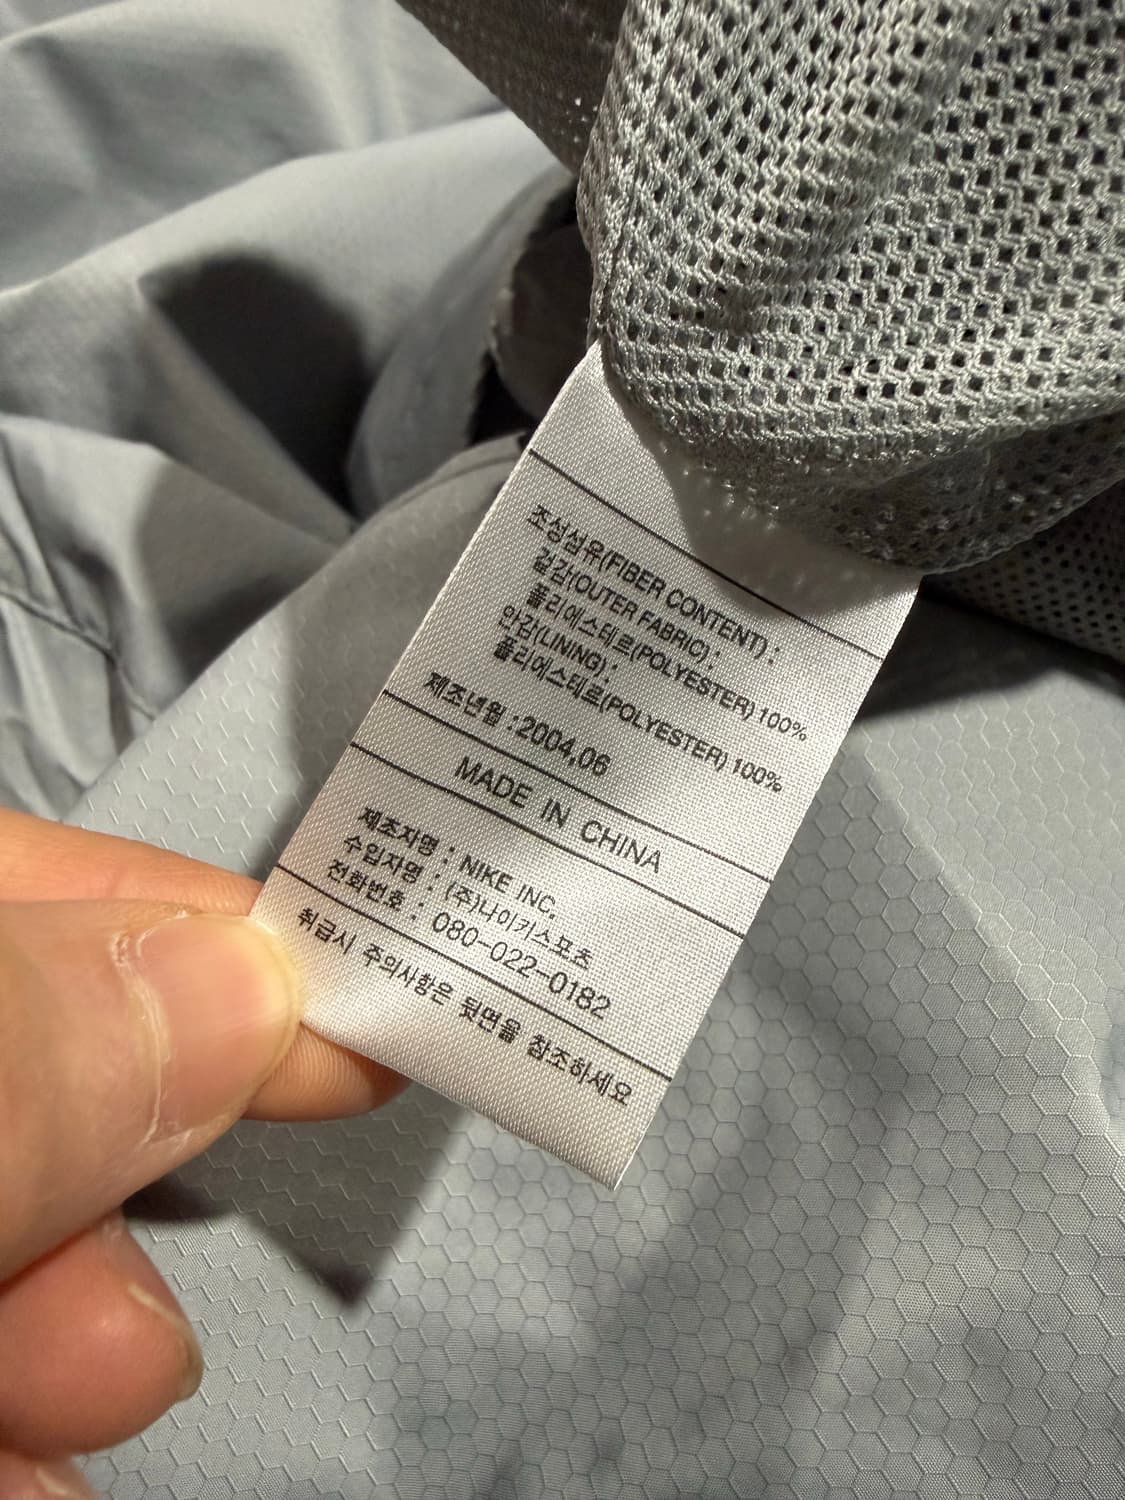 조성섬유(FIBER CONTENT) :
겉감(OUTER FABRIC) :
폴리에스테르(POLYESTER) 100%
안감(LINING) :
폴리에스테르(POLYESTER) 100%
제조년월 : 2004.06
MADE IN CHINA
제조자명 : NIKE INC.
수입자명 : (주)나이키스포츠
전화번호 : 080-022-0182
취급시 주의사항은 뒷면을 참조하세요